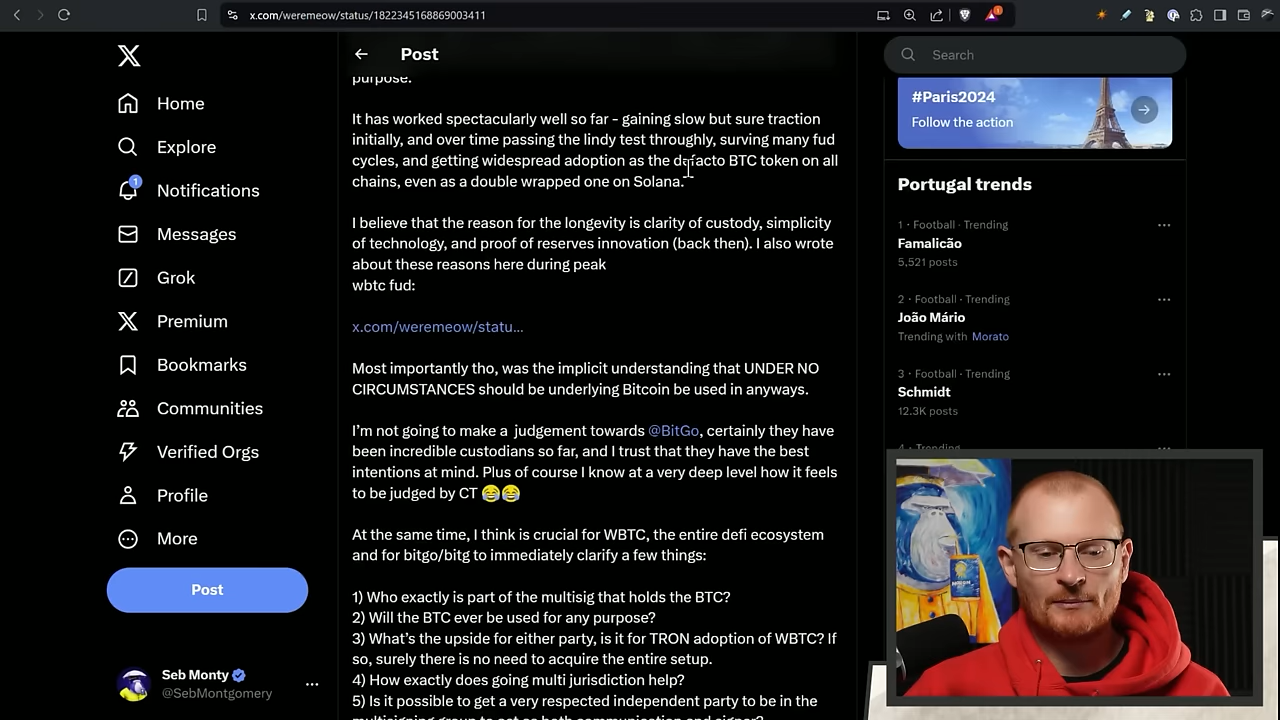 x.com/weremeow/status/1822345168869003411
Post
Search
Home
Explore
1
Notifications
Messages
Grok
Premium
Bookmarks
Communities
Verified Orgs
Profile
More
Post
Seb Monty
@SebMontgomery
purpose.
It has worked spectacularly well so far - gaining slow but sure traction
initially, and over time passing the lindy test throughly, surving many fud
cycles, and getting widespread adoption as the defacto BTC token on all
chains, even as a double wrapped one on Solana.
I believe that the reason for the longevity is clarity of custody, simplicity
of technology, and proof of reserves innovation (back then). I also wrote
about these reasons here during peak
wbtc fud:
x.com/weremeow/statu...
Most importantly tho, was the implicit understanding that UNDER NO
CIRCUMSTANCES should be underlying Bitcoin be used in anyways.
I'm not going to make a judgement towards @BitGo, certainly they have
been incredible custodians so far, and I trust that they have the best
intentions at mind. Plus of course I know at a very deep level how it feels
to be judged by CT 😂😂
At the same time, I think is crucial for WBTC, the entire defi ecosystem
and for bitgo/bitg to immediately clarify a few things:
1) Who exactly is part of the multisig that holds the BTC?
2) Will the BTC ever be used for any purpose?
3) What's the upside for either party, is it for TRON adoption of WBTC? If
so, surely there is no need to acquire the entire setup.
4) How exactly does going multi jurisdiction help?
5) Is it possible to get a very respected independent party to be in the
multisigning group to act as both communication and signer?
#Paris2024
Follow the action
Portugal trends
1 · Football · Trending
Famalicão
5,521 posts
2 · Football · Trending
João Mário
Trending with Morato
3 · Football · Trending
Schmidt
12.3K posts
4 · Trending